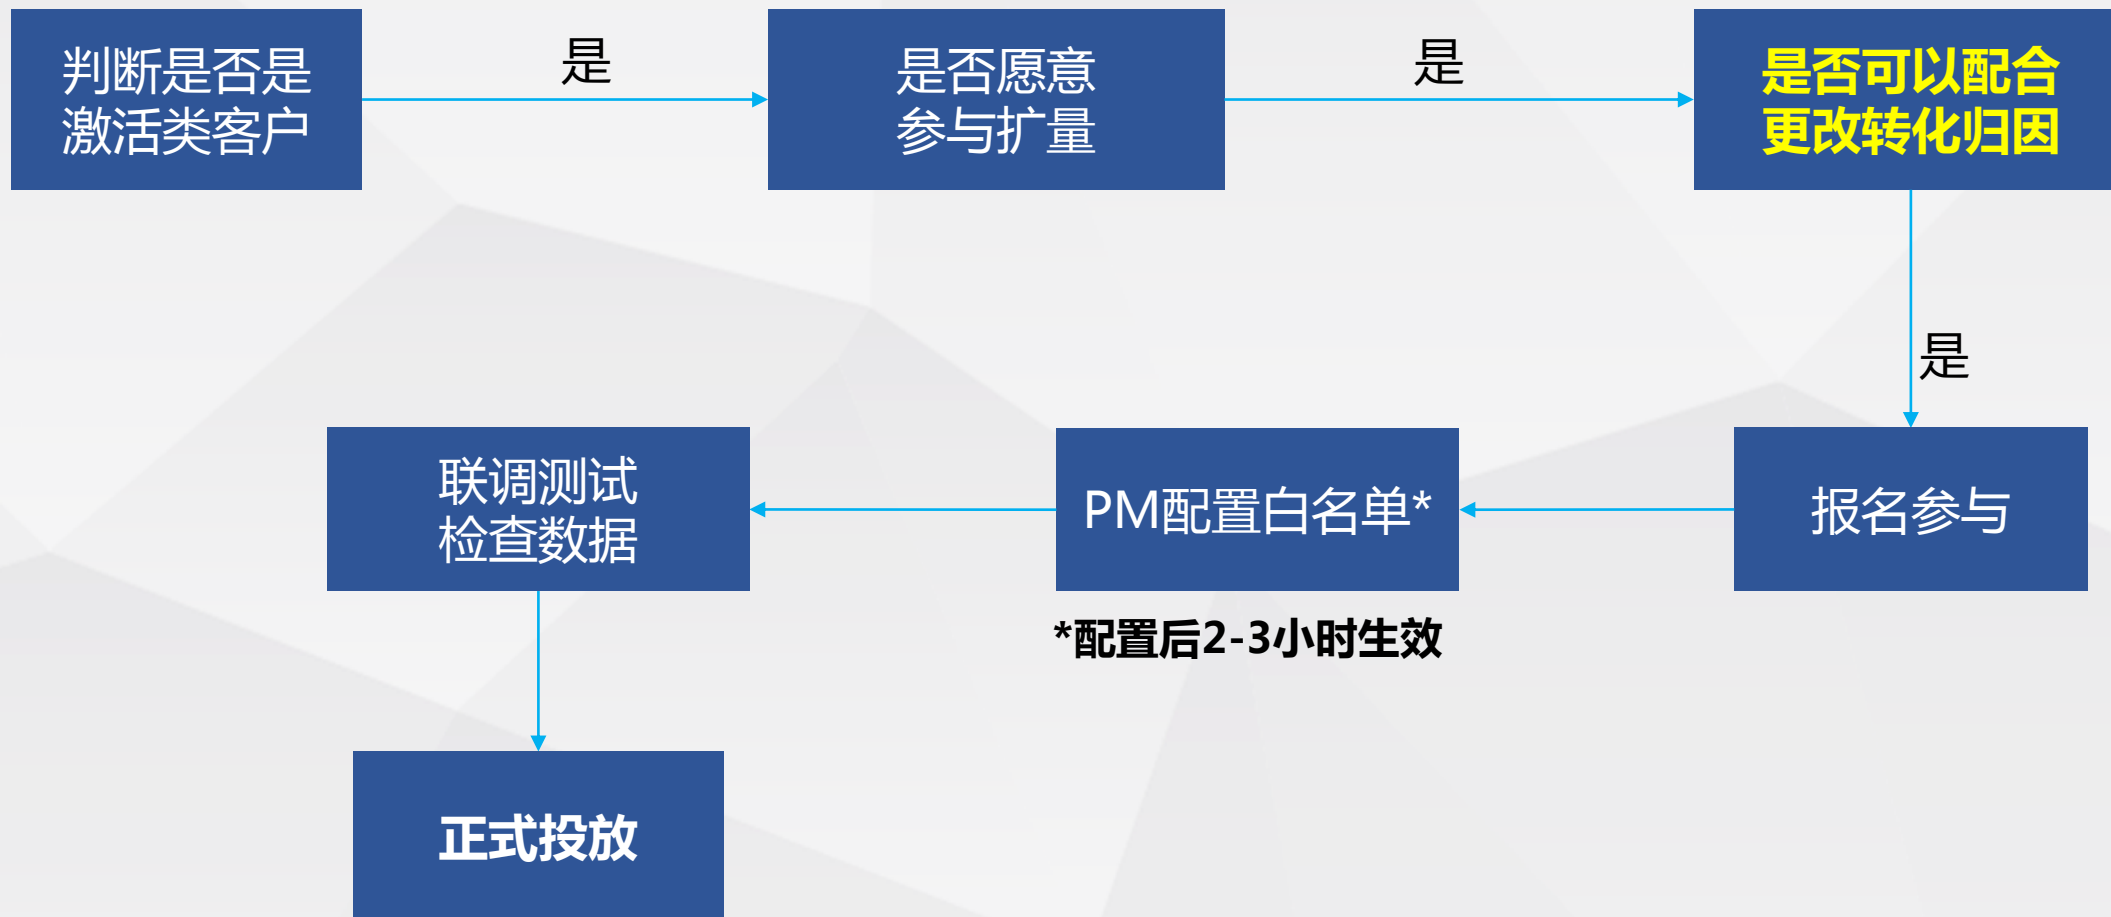 判断是否是
激活类客户
是
是否愿意
参与扩量
是
是否可以配合
更改转化归因
是
报名参与
PM配置白名单*
*配置后2-3小时生效
联调测试
检查数据
正式投放